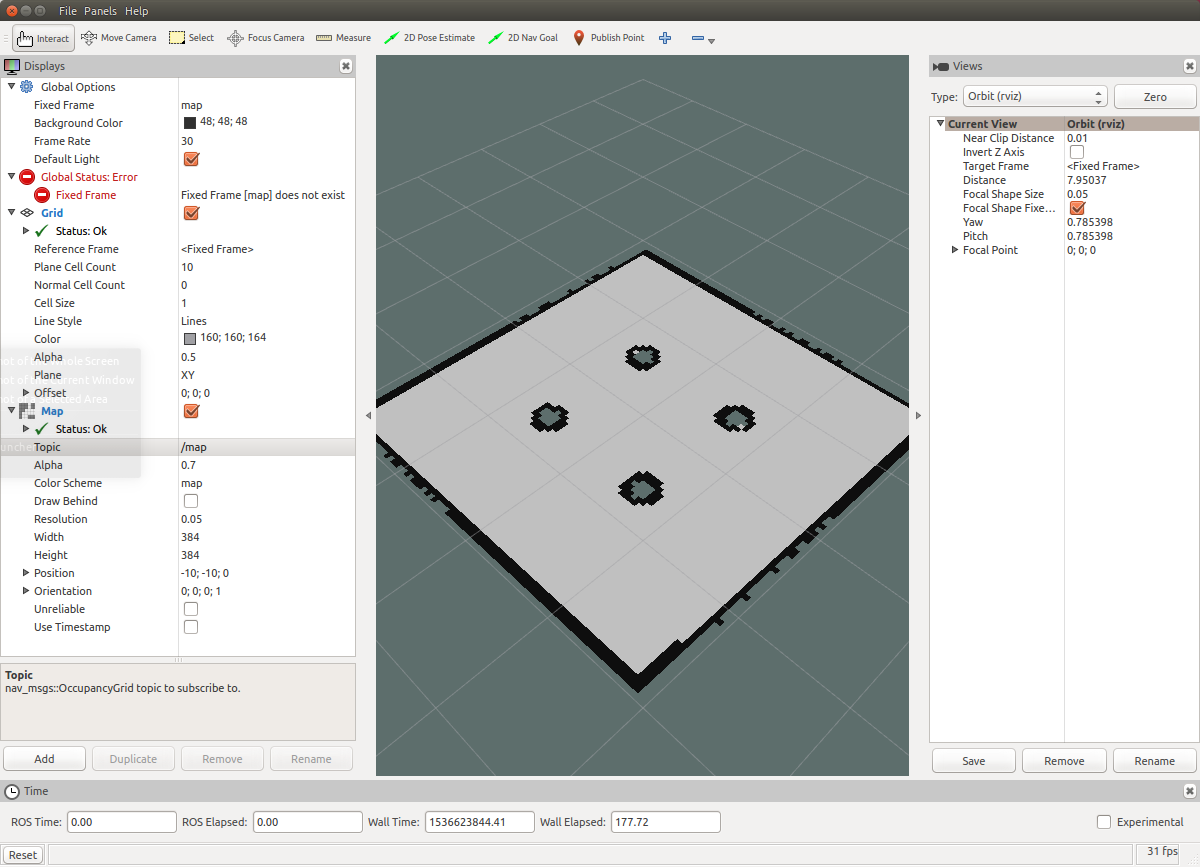 File Panels Help
Interact Move Camera Select Focus Camera Measure 2D Pose Estimate 2D Nav Goal Publish Point
Displays
Global Options
Fixed Frame map
Background Color 48; 48; 48
Frame Rate 30
Default Light
Global Status: Error
Fixed Frame Fixed Frame [map] does not exist
Grid
Status: Ok
Reference Frame <Fixed Frame>
Plane Cell Count 10
Normal Cell Count 0
Cell Size 1
Line Style Lines
Color 160; 160; 164
Alpha 0.5
Plane XY
Offset 0; 0; 0
Map
Status: Ok
Topic /map
Alpha 0.7
Color Scheme map
Draw Behind
Resolution 0.05
Width 384
Height 384
Position -10; -10; 0
Orientation 0; 0; 0; 1
Unreliable
Use Timestamp
Topic
nav_msgs::OccupancyGrid topic to subscribe to.
Add Duplicate Remove Rename
Views
Type: Orbit (rviz) Zero
Current View Orbit (rviz)
Near Clip Distance 0.01
Invert Z Axis
Target Frame <Fixed Frame>
Distance 7.95037
Focal Shape Size 0.05
Focal Shape Fixe...
Yaw 0.785398
Pitch 0.785398
Focal Point 0; 0; 0
Save Remove Rename
Time
ROS Time: 0.00 ROS Elapsed: 0.00 Wall Time: 1536623844.41 Wall Elapsed: 177.72 Experimental
Reset 31 fps